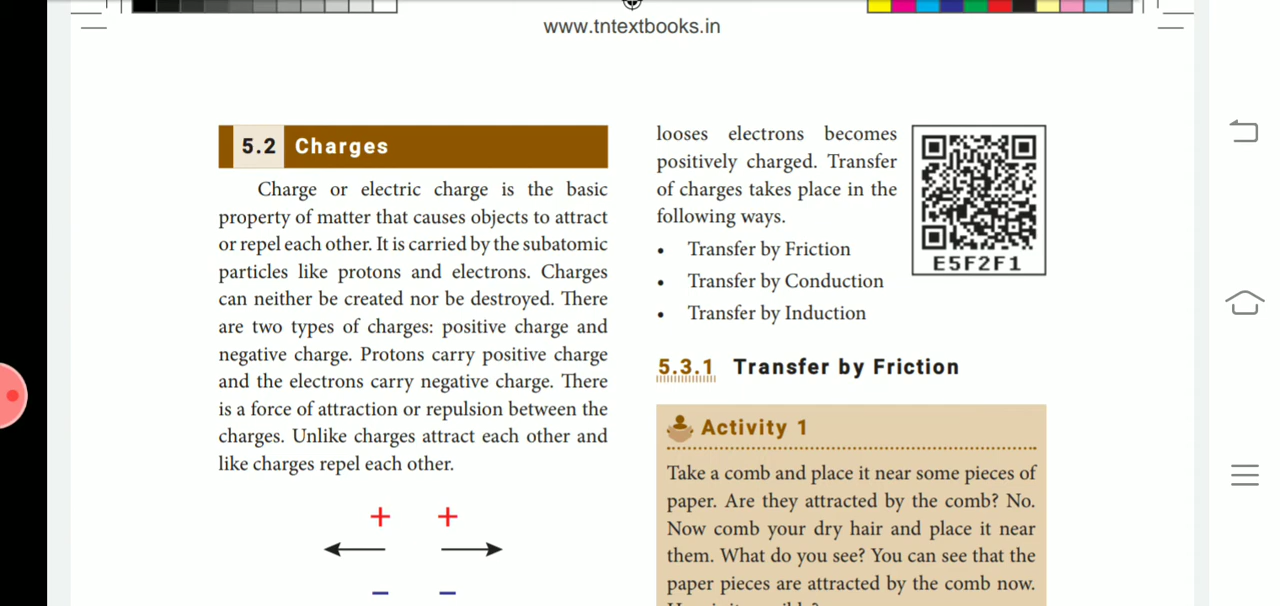 www.tntextbooks.in
5.2 Charges
Charge or electric charge is the basic
property of matter that causes objects to attract
or repel each other. It is carried by the subatomic
particles like protons and electrons. Charges
can neither be created nor be destroyed. There
are two types of charges: positive charge and
negative charge. Protons carry positive charge
and the electrons carry negative charge. There
is a force of attraction or repulsion between the
charges. Unlike charges attract each other and
like charges repel each other.
+ +
− −
looses electrons becomes
positively charged. Transfer
of charges takes place in the
following ways.
• Transfer by Friction
• Transfer by Conduction
• Transfer by Induction
E5F2F1
5.3.1 Transfer by Friction
Activity 1
Take a comb and place it near some pieces of
paper. Are they attracted by the comb? No.
Now comb your dry hair and place it near
them. What do you see? You can see that the
paper pieces are attracted by the comb now.